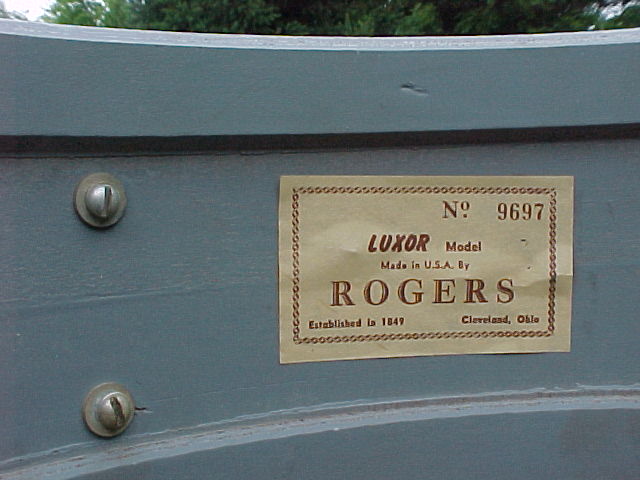 Nº 9697
LUXOR Model
Made in U.S.A. By
ROGERS
Established in 1849 Cleveland, Ohio